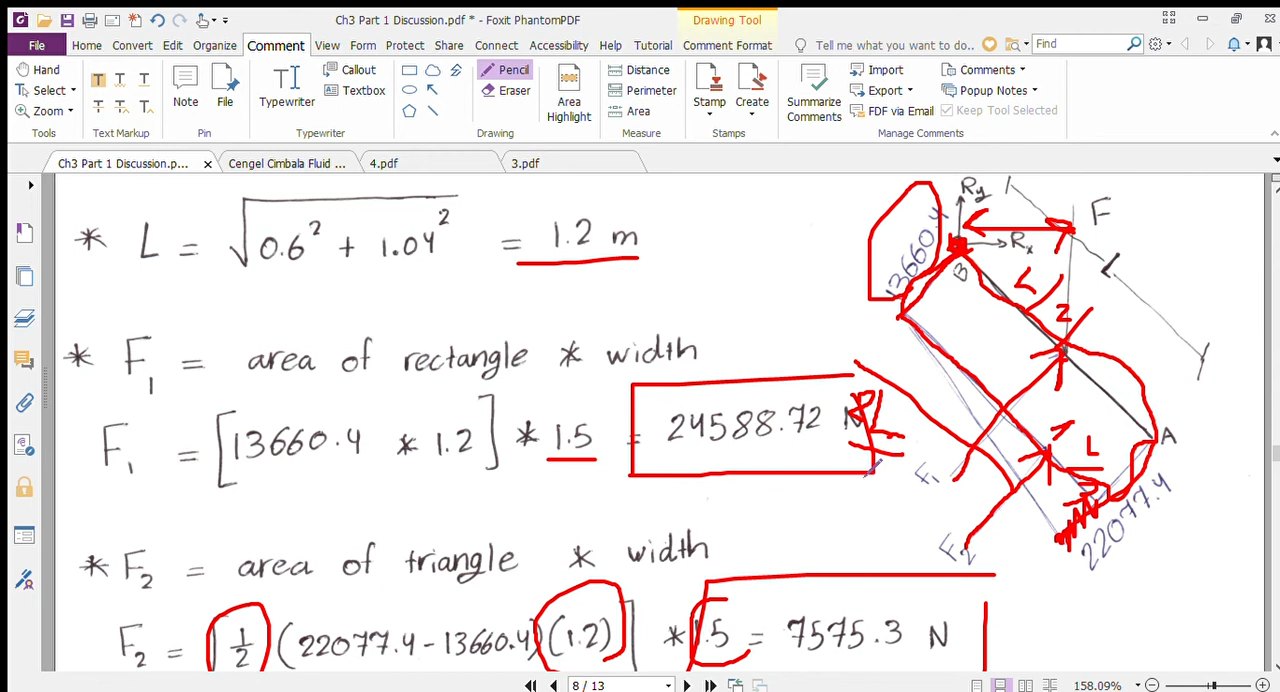 Ch3 Part 1 Discussion.pdf * - Foxit PhantomPDF
Drawing Tool
File Home Convert Edit Organize Comment View Form Protect Share Connect Accessibility Help Tutorial Comment Format Tell me what you want to do.. Find
Hand
Select
Zoom
Tools
Text Markup
Note
File
Pin
Typewriter
Callout
Textbox
Typewriter
Pencil
Eraser
Drawing
Area Highlight
Distance
Perimeter
Area
Measure
Stamp
Create
Stamps
Summarize Comments
Import
Export
FDF via Email
Comments
Popup Notes
Keep Tool Selected
Manage Comments
Ch3 Part 1 Discussion.p... × Cengel Cimbala Fluid ... 4.pdf 3.pdf
* L = √0.6² + 1.04² = 1.2 m
* F₁ = area of rectangle * width
F₁ = [13660.4 * 1.2] * 1.5 = 24588.72 N
* F₂ = area of triangle * width
F₂ = [1/2 (22077.4 - 13660.4)(1.2)] * 1.5 = 7575.3 N
Ry
F
Rx
13660.4
B
L
L
2
A
L
F₁
F₂
22077.4
8 / 13
158.09%